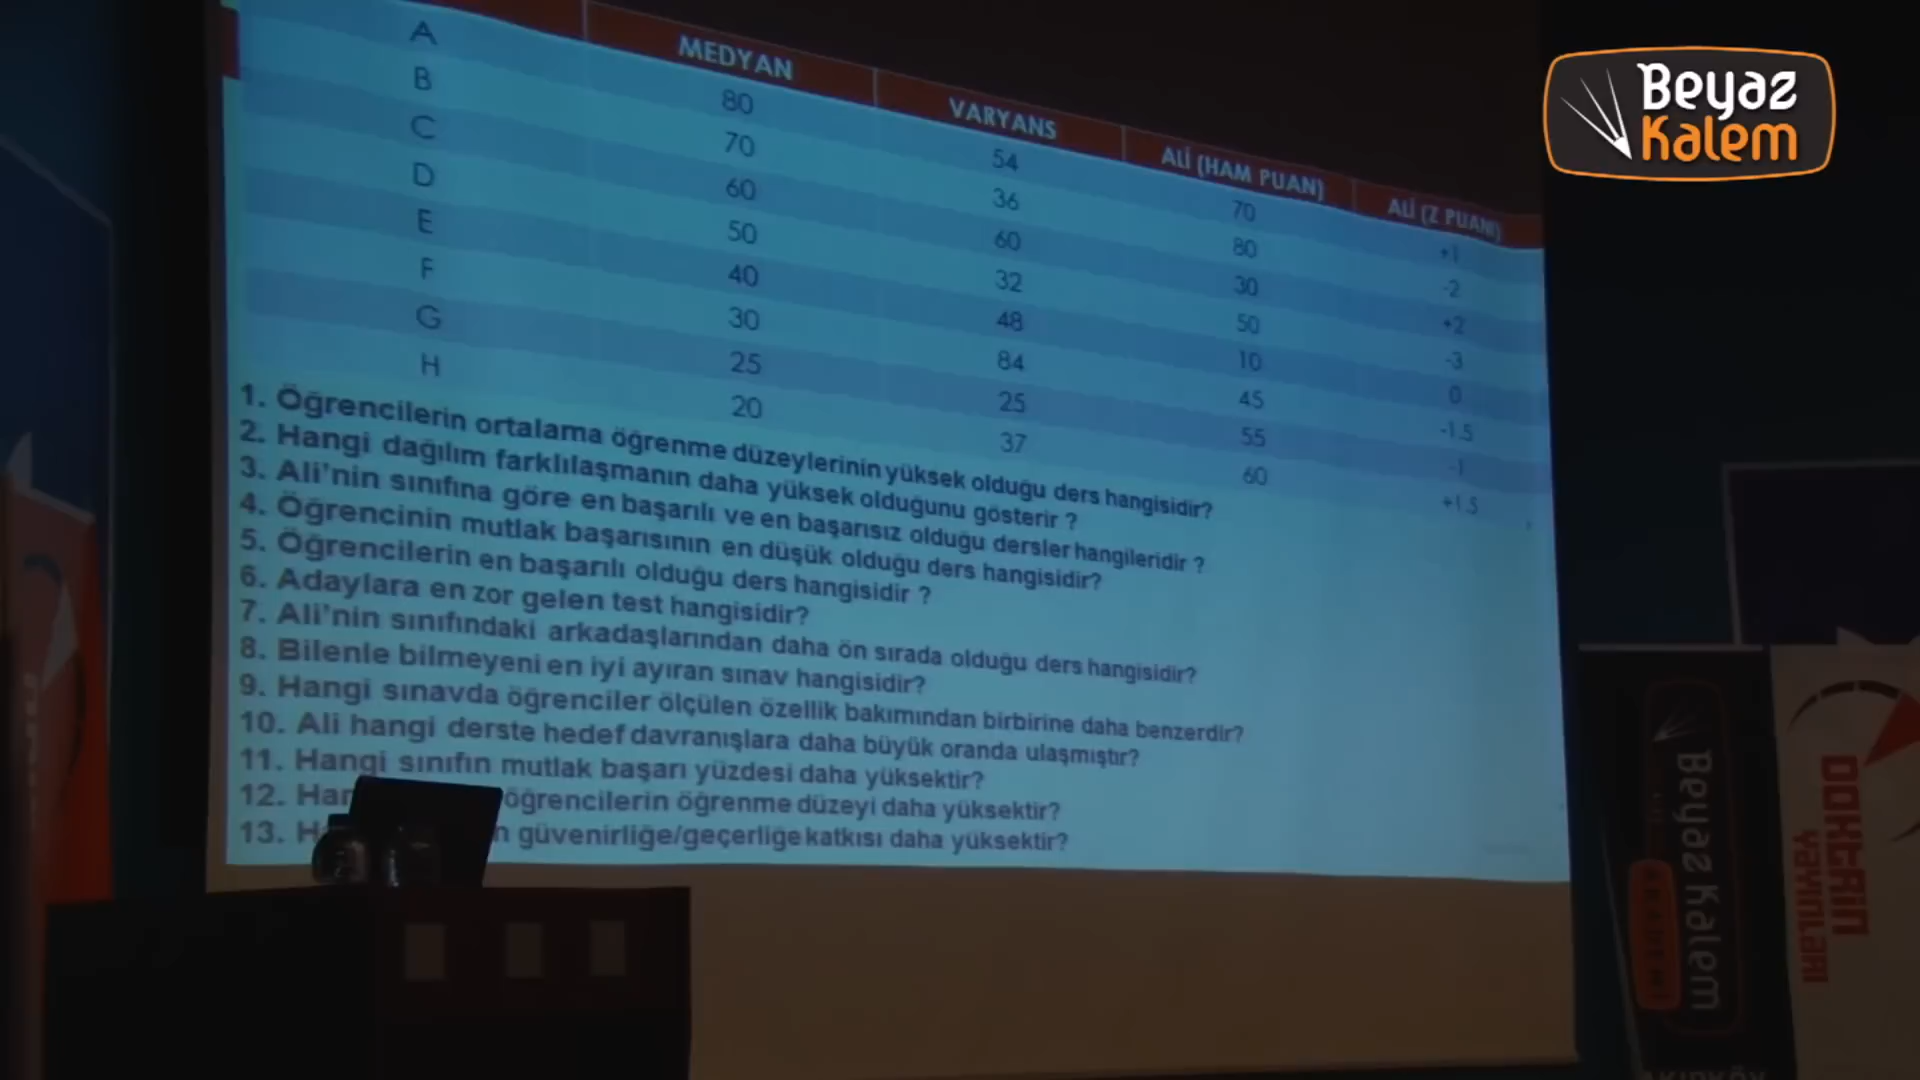 MEDYAN VARYANS ALİ (HAM PUAN) ALİ (Z PUANI)
A 80 54 70 +1
B 70 36 80 -2
C 60 60 30 +2
D 50 32 50 -3
E 40 48 10 0
F 30 84 45 -1.5
G 25 25 55 -1
H 20 37 60 +1.5
1. Öğrencilerin ortalama öğrenme düzeylerinin yüksek olduğu ders hangisidir?
2. Hangi dağılım farklılaşmanın daha yüksek olduğunu gösterir ?
3. Ali'nin sınıfına göre en başarılı ve en başarısız olduğu dersler hangileridir ?
4. Öğrencinin mutlak başarısının en düşük olduğu ders hangisidir?
5. Öğrencilerin en başarılı olduğu ders hangisidir ?
6. Adaylara en zor gelen test hangisidir?
7. Ali'nin sınıfındaki arkadaşlarından daha ön sırada olduğu ders hangisidir?
8. Bilenle bilmeyeni en iyi ayıran sınav hangisidir?
9. Hangi sınavda öğrenciler ölçülen özellik bakımından birbirine daha benzerdir?
10. Ali hangi derste hedef davranışlara daha büyük oranda ulaşmıştır?
11. Hangi sınıfın mutlak başarı yüzdesi daha yüksektir?
12. öğrencilerin öğrenme düzeyi daha yüksektir?
13. güvenirliğe/geçerliğe katkısı daha yüksektir?
Beyaz
Kalem
Beyaz Kalem
DOKTRİN
YAYINLARI